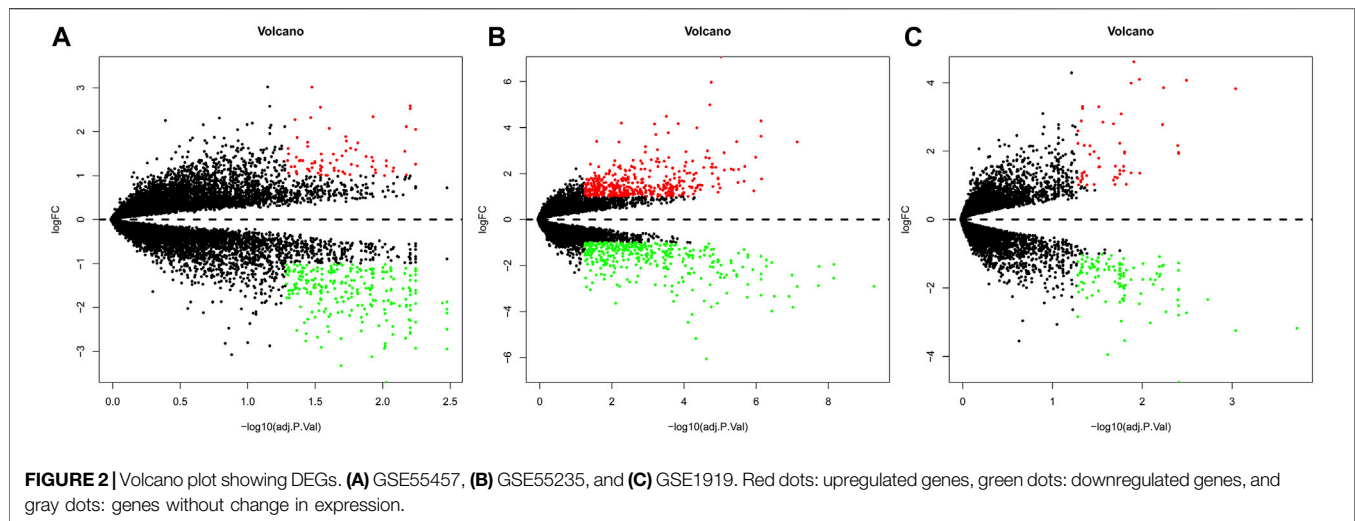 A
Volcano
logFC
3
2
1
0
-1
-2
-3
0.0 0.5 1.0 1.5 2.0 2.5
−log10(adj.P.Val)
B
Volcano
logFC
6
4
2
0
-2
-4
-6
0 2 4 6 8
−log10(adj.P.Val)
C
Volcano
logFC
4
2
0
-2
-4
0 1 2 3
−log10(adj.P.Val)
FIGURE 2 | Volcano plot showing DEGs. (A) GSE55457, (B) GSE55235, and (C) GSE1919. Red dots: upregulated genes, green dots: downregulated genes, and
gray dots: genes without change in expression.